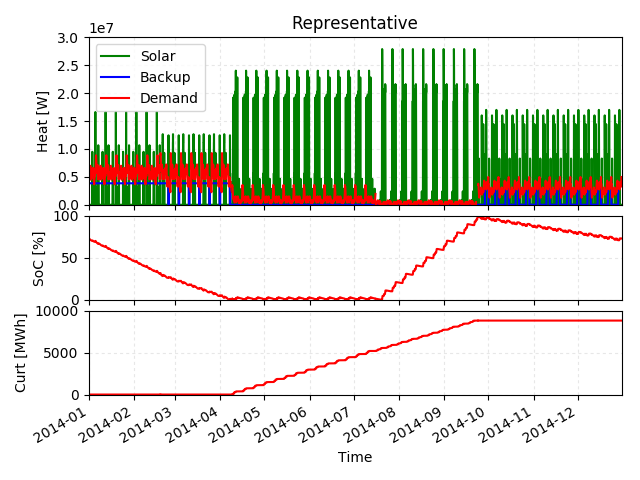 Representative
1e7
3.0
2.5
2.0
1.5
1.0
0.5
0.0
Heat [W]
Solar
Backup
Demand
100
50
0
SoC [%]
10000
5000
0
Curt [MWh]
2014-01
2014-02
2014-03
2014-04
2014-05
2014-06
2014-07
2014-08
2014-09
2014-10
2014-11
2014-12
Time